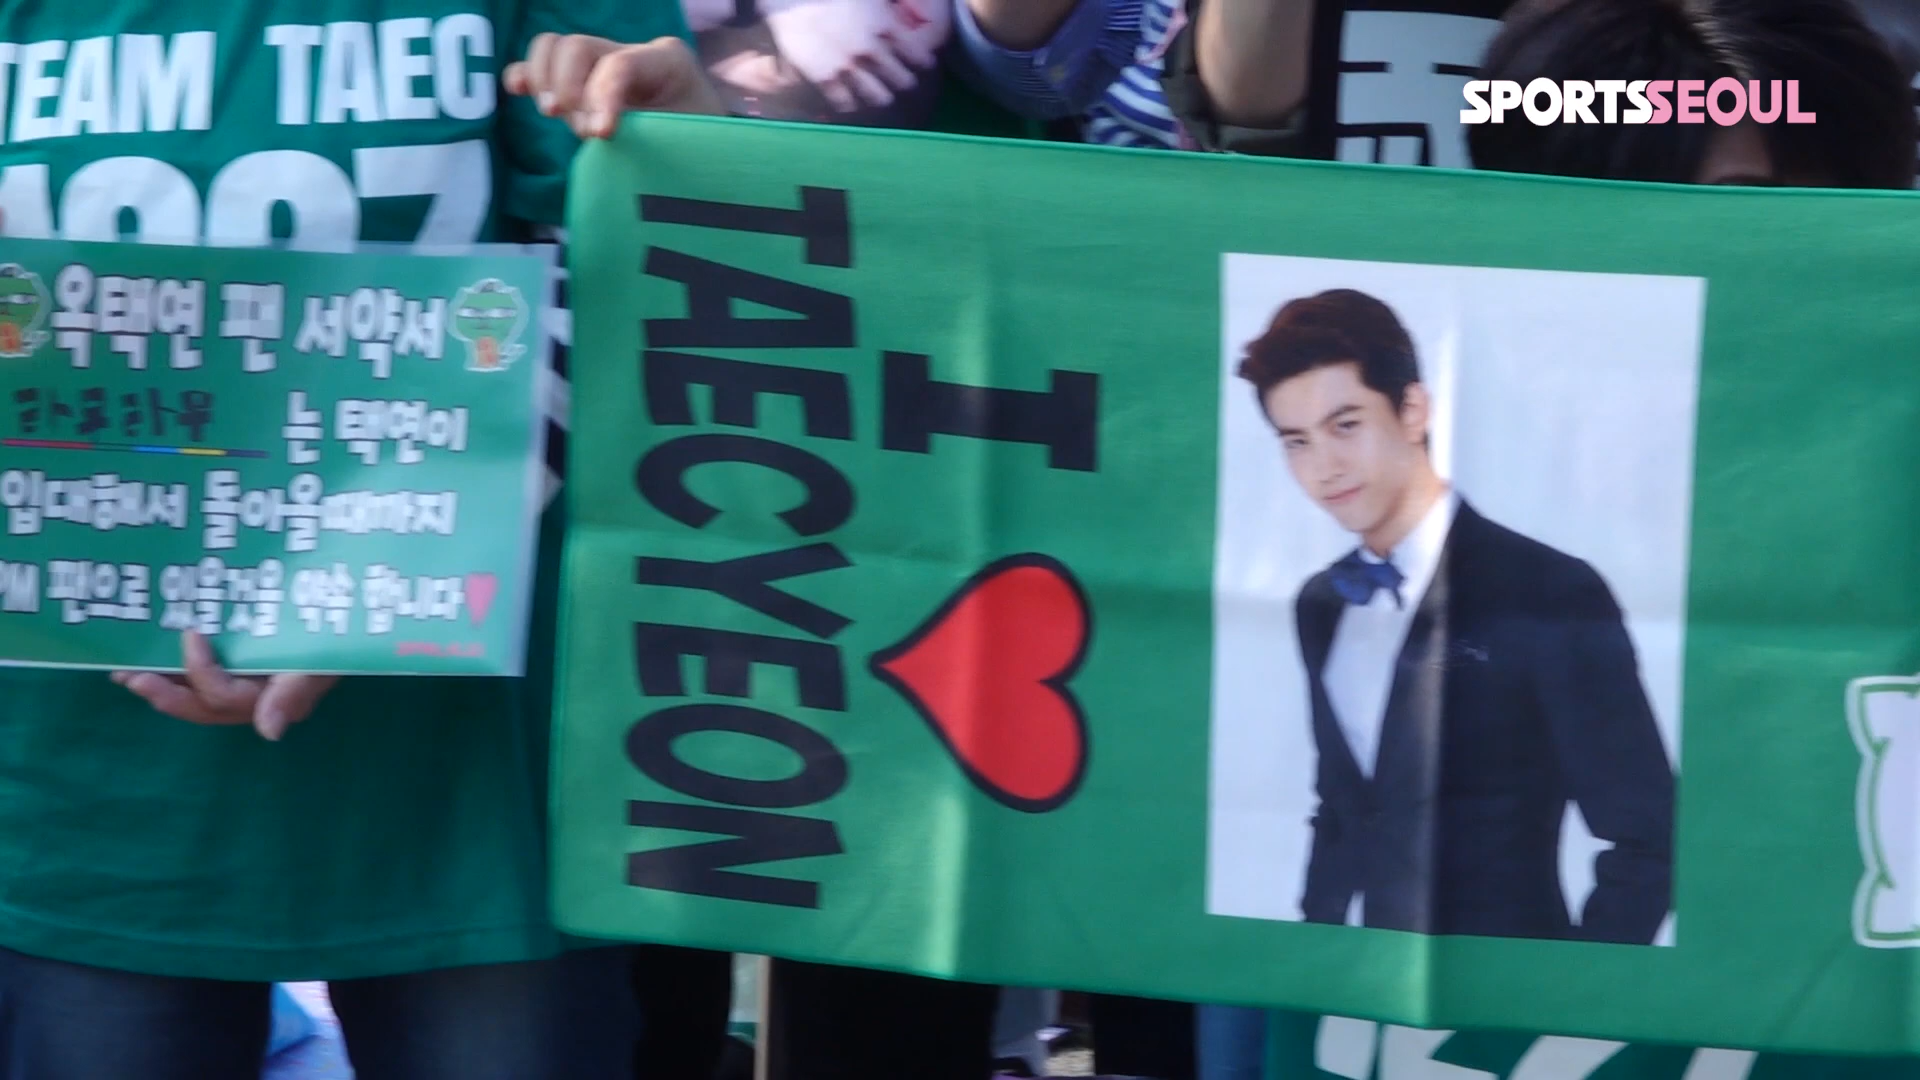 TEAM TAEC
SPORTSSEOUL
옥택연 팬 서약서
는 택연이
입대해서 돌아올때까지
PM 팬으로 있을것을 약속 합니다
I
TAECYEON